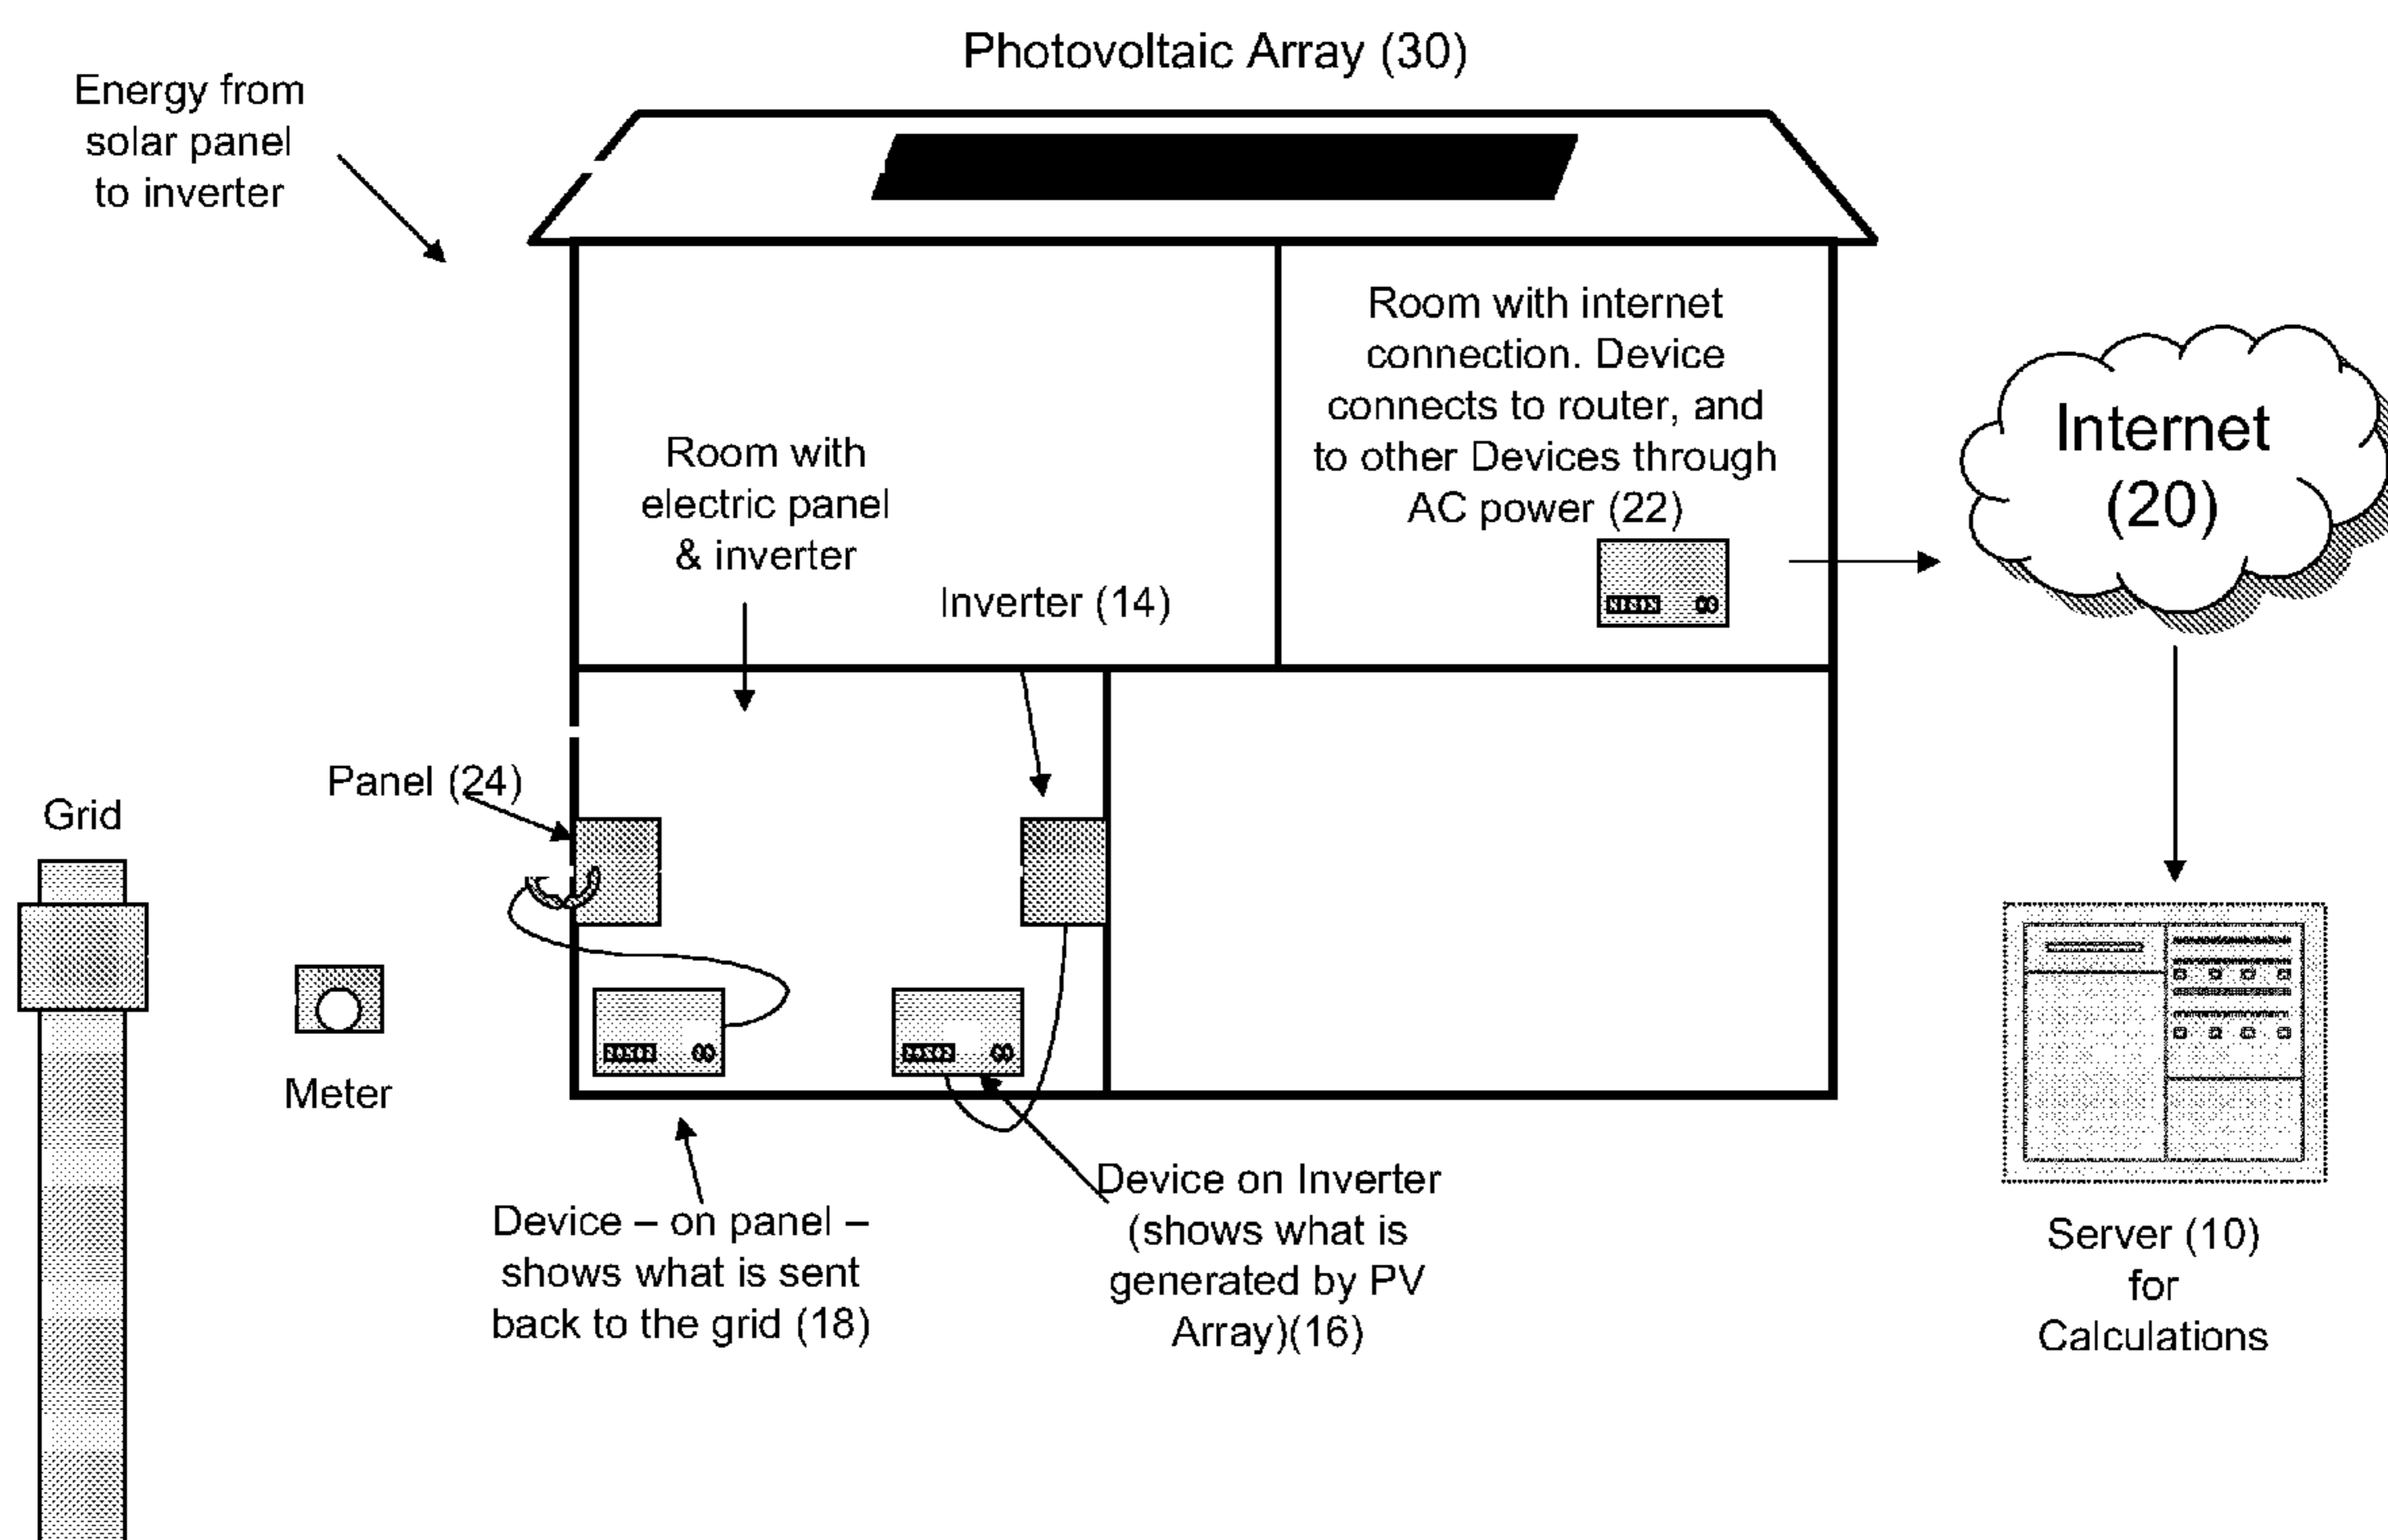 Photovoltaic Array (30)
Energy from
solar panel
to inverter
Room with internet
connection. Device
connects to router, and
to other Devices through
AC power (22)
Internet
(20)
Room with
electric panel
& inverter
Inverter (14)
Panel (24)
Grid
Meter
Device – on panel –
shows what is sent
back to the grid (18)
Device on Inverter
(shows what is
generated by PV
Array)(16)
Server (10)
for
Calculations